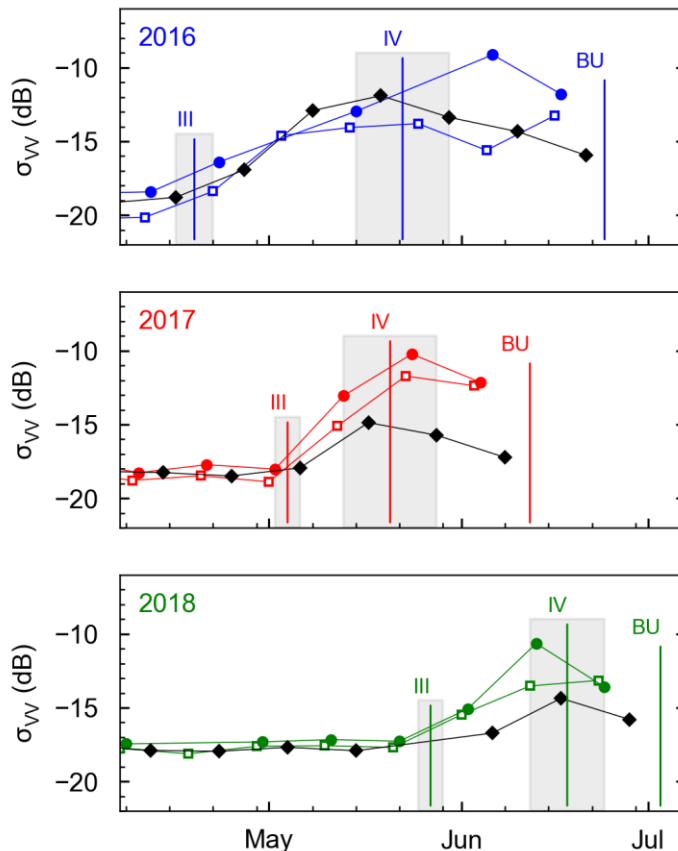 2016
III
IV
BU
−10
−15
−20
σVV (dB)
2017
III
IV
BU
−10
−15
−20
σVV (dB)
2018
III
IV
BU
−10
−15
−20
σVV (dB)
May
Jun
Jul